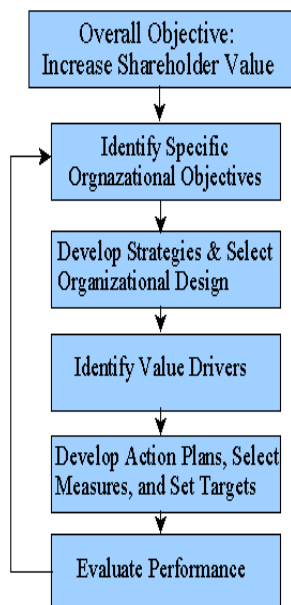 Overall Objective:
Increase Shareholder Value
Identify Specific
Orgnazational Objectives
Develop Strategies & Select
Organizational Design
Identify Value Drivers
Develop Action Plans, Select
Measures, and Set Targets
Evaluate Performance